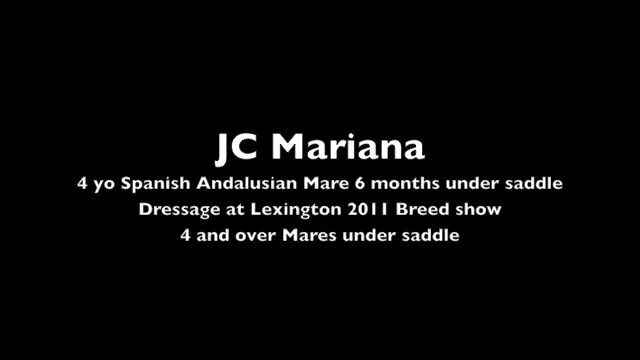 JC Mariana
4 yo Spanish Andalusian Mare 6 months under saddle
Dressage at Lexington 2011 Breed show
4 and over Mares under saddle